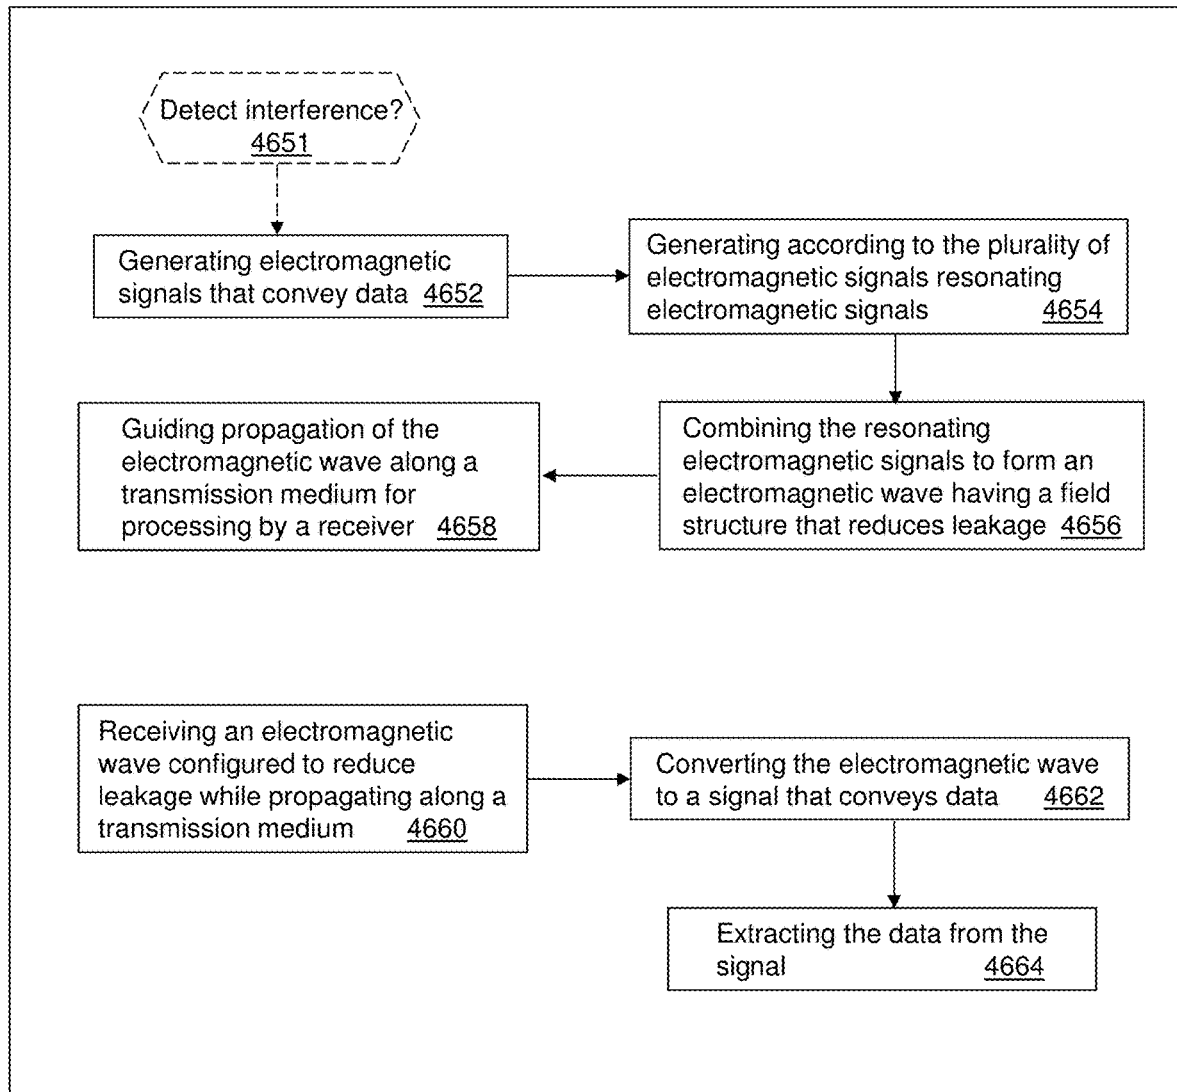 Detect interference?
4651
Generating electromagnetic
signals that convey data 4652
Generating according to the plurality of
electromagnetic signals resonating
electromagnetic signals 4654
Combining the resonating
electromagnetic signals to form an
electromagnetic wave having a field
structure that reduces leakage 4656
Guiding propagation of the
electromagnetic wave along a
transmission medium for
processing by a receiver 4658
Receiving an electromagnetic
wave configured to reduce
leakage while propagating along a
transmission medium 4660
Converting the electromagnetic wave
to a signal that conveys data 4662
Extracting the data from the
signal 4664